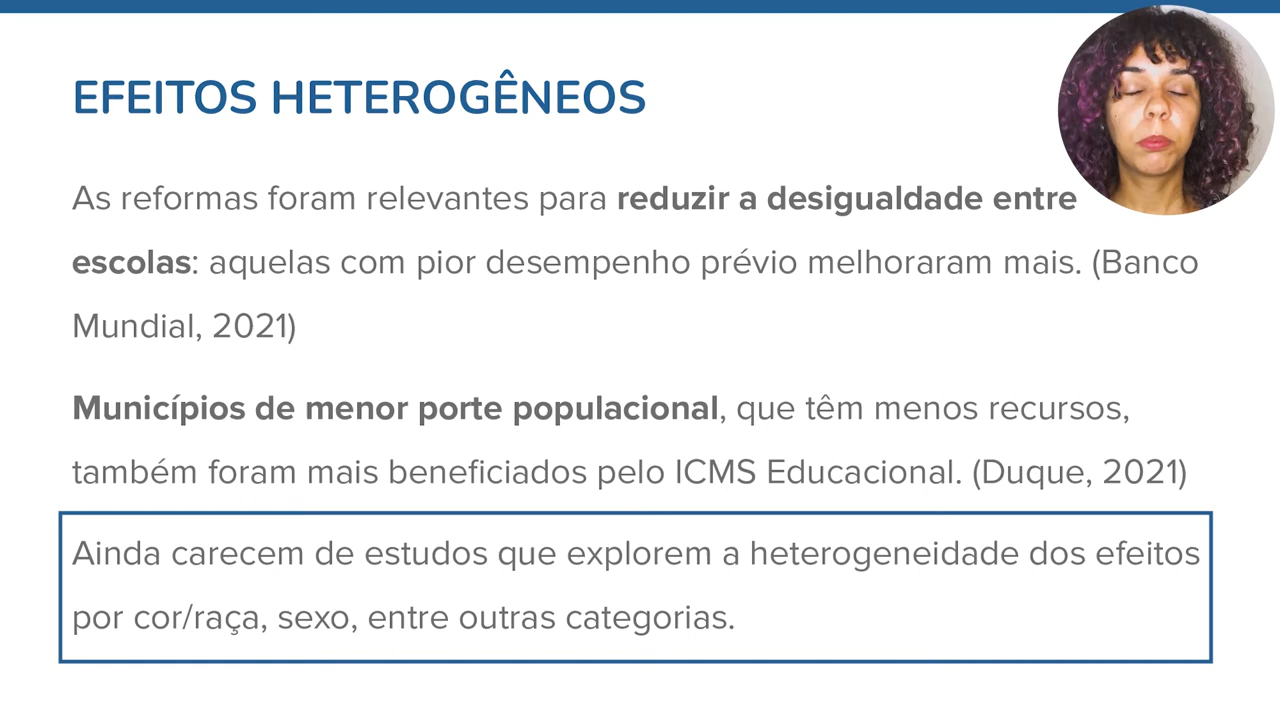 EFEITOS HETEROGÊNEOS
As reformas foram relevantes para reduzir a desigualdade entre
escolas: aquelas com pior desempenho prévio melhoraram mais. (Banco
Mundial, 2021)
Municípios de menor porte populacional, que têm menos recursos,
também foram mais beneficiados pelo ICMS Educacional. (Duque, 2021)
Ainda carecem de estudos que explorem a heterogeneidade dos efeitos
por cor/raça, sexo, entre outras categorias.